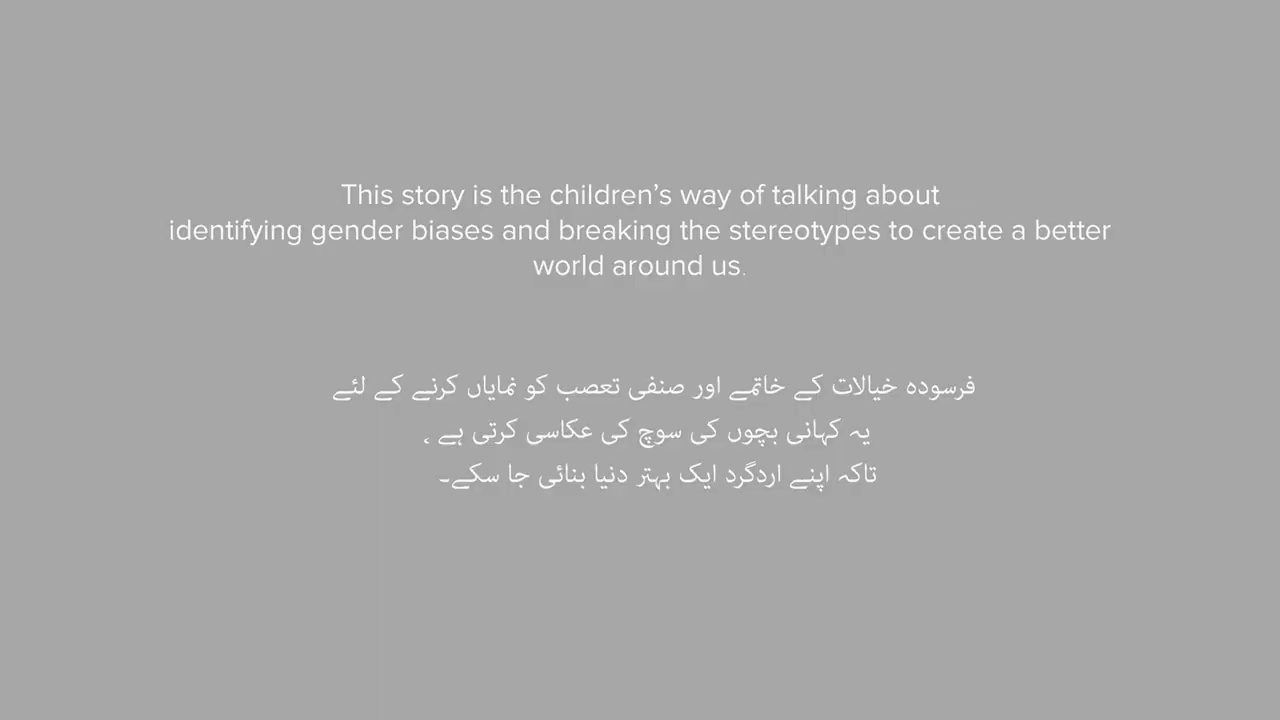 This story is the children’s way of talking about
identifying gender biases and breaking the stereotypes to create a better
world around us.
فرسودہ خیالات کے خاتمے اور صنفی تعصب کو نمایاں کرنے کے لئے
یہ کہانی بچوں کی سوچ کی عکاسی کرتی ہے ،
تاکہ اپنے اردگرد ایک بہتر دنیا بنائی جا سکے۔